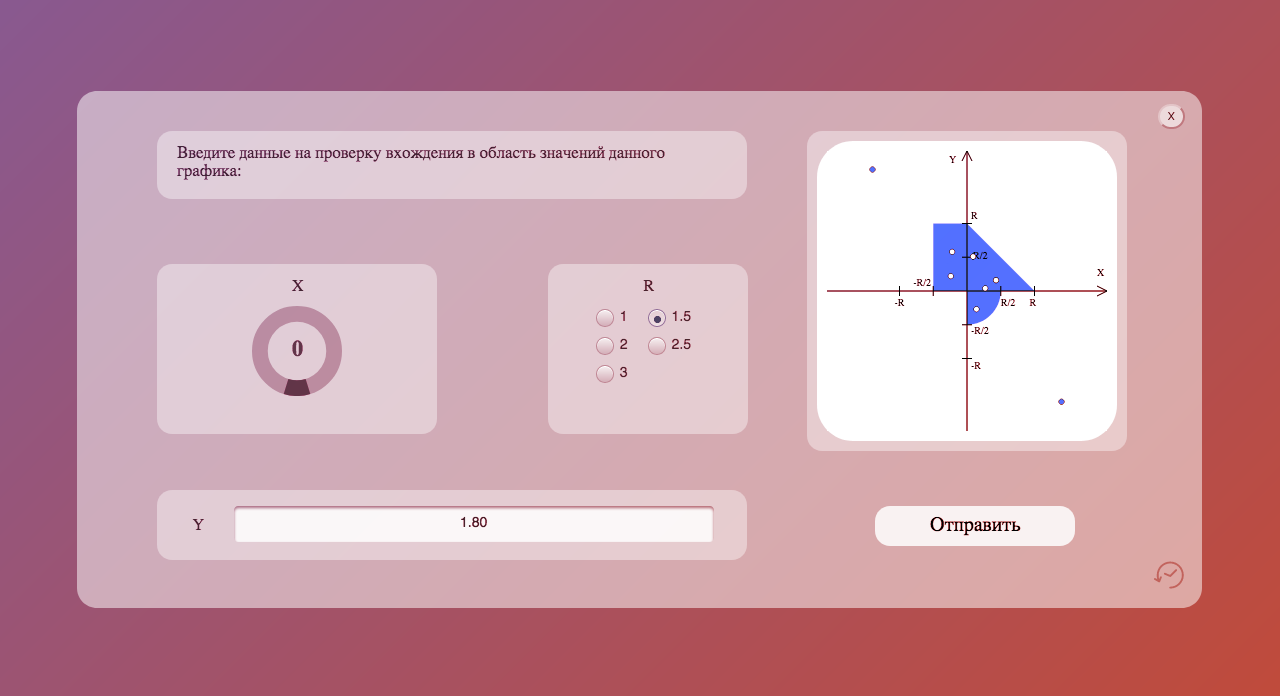 X
Введите данные на проверку вхождения в область значений данного
графика:
Y
R
R/2
X
-R/2
-R
R/2
R
-R/2
-R
X
0
R
1
1.5
2
2.5
3
Y
1.80
Отправить